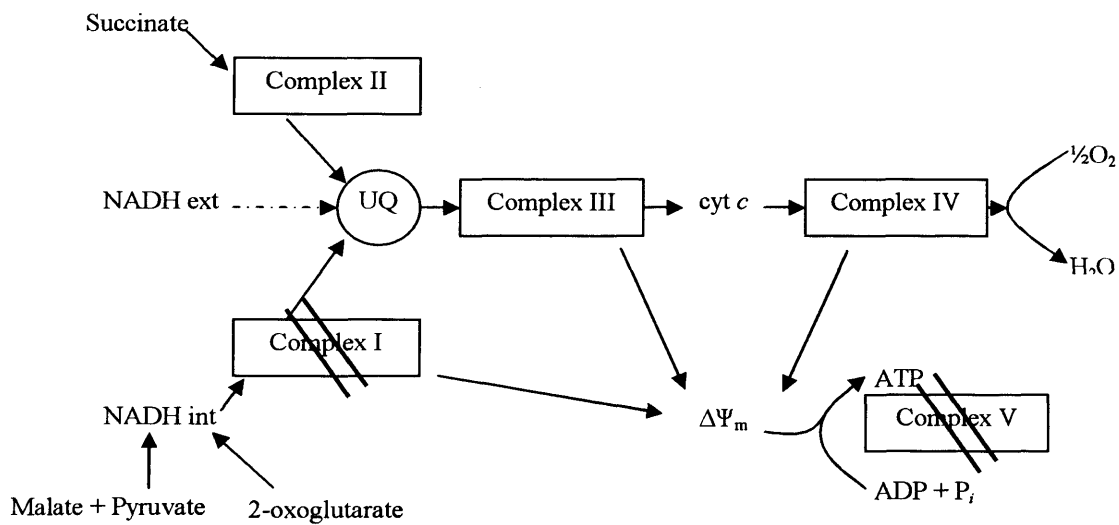 Succinate
Complex II
½O₂
NADH ext
UQ
Complex III
cyt c
Complex IV
H₂O
Complex I
ATP
NADH int
ΔΨm
Complex V
Malate + Pyruvate
2-oxoglutarate
ADP + Pi